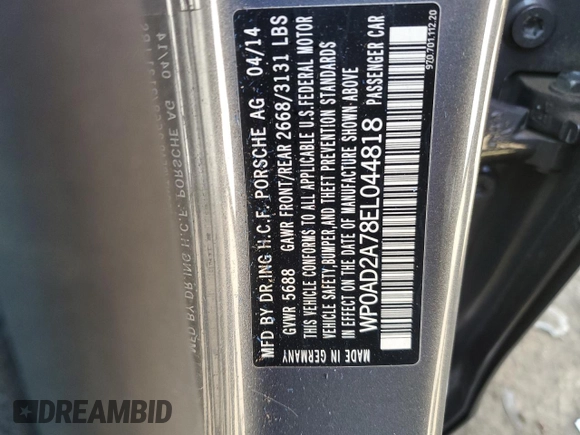 MFD BY DR.ING H.C.F. PORSCHE AG 04/14
GVWR 5688 GAWR FRONT/REAR 2668/3131 LBS
THIS VEHICLE CONFORMS TO ALL APPLICABLE U.S.FEDERAL MOTOR
VEHICLE SAFETY,BUMPER,AND THEFT PREVENTION STANDARDS
IN EFFECT ON THE DATE OF MANUFACTURE SHOWN ABOVE
WP0AD2A78EL044818 PASSENGER CAR
MADE IN GERMANY
970.701.112.20
DREAMBID